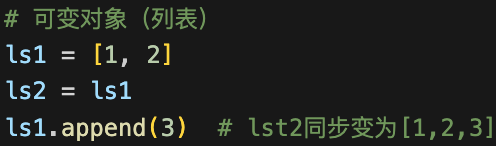 # 可变对象（列表）
ls1 = [1, 2]
ls2 = ls1
ls1.append(3)  # lst2同步变为[1,2,3]